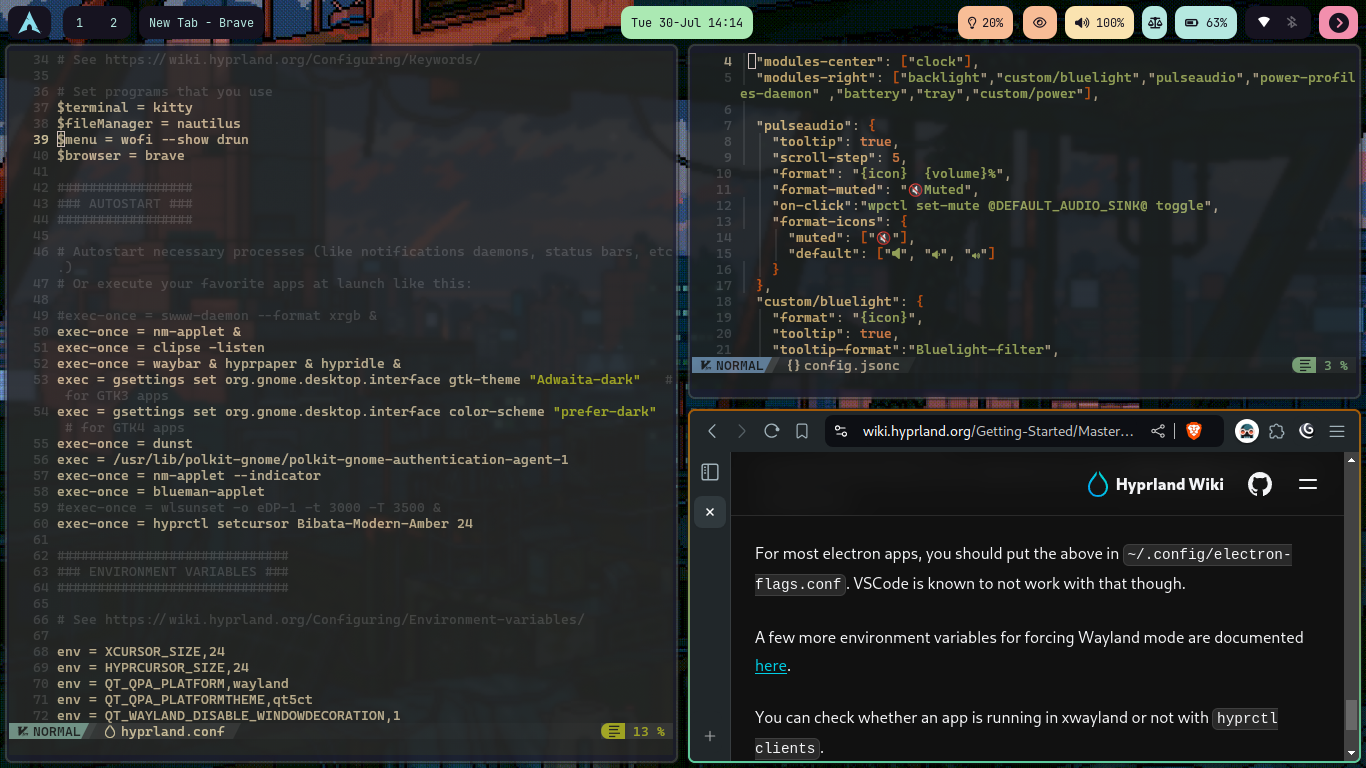 1 2 New Tab - Brave Tue 30-Jul 14:14 20% 100% 63%
34 # See https://wiki.hyprland.org/Configuring/Keywords/
35
36 # Set programs that you use
37 $terminal = kitty
38 $fileManager = nautilus
39 $menu = wofi --show drun
40 $browser = brave
41
42 #################
43 ### AUTOSTART ###
44 #################
45
46 # Autostart necessary processes (like notifications daemons, status bars, etc
.)
47 # Or execute your favorite apps at launch like this:
48
49 #exec-once = swww-daemon --format xrgb &
50 exec-once = nm-applet &
51 exec-once = clipse -listen
52 exec-once = waybar & hyprpaper & hypridle &
53 exec = gsettings set org.gnome.desktop.interface gtk-theme "Adwaita-dark" #
for GTK3 apps
54 exec = gsettings set org.gnome.desktop.interface color-scheme "prefer-dark"
# for GTK4 apps
55 exec-once = dunst
56 exec = /usr/lib/polkit-gnome/polkit-gnome-authentication-agent-1
57 exec-once = nm-applet --indicator
58 exec-once = blueman-applet
59 #exec-once = wlsunset -o eDP-1 -t 3000 -T 3500 &
60 exec-once = hyprctl setcursor Bibata-Modern-Amber 24
61
62 #############################
63 ### ENVIRONMENT VARIABLES ###
64 #############################
65
66 # See https://wiki.hyprland.org/Configuring/Environment-variables/
67
68 env = XCURSOR_SIZE,24
69 env = HYPRCURSOR_SIZE,24
70 env = QT_QPA_PLATFORM,wayland
71 env = QT_QPA_PLATFORMTHEME,qt5ct
72 env = QT_WAYLAND_DISABLE_WINDOWDECORATION,1
NORMAL hyprland.conf 13 %
4 "modules-center": ["clock"],
5 "modules-right": ["backlight","custom/bluelight","pulseaudio","power-profil
es-daemon" ,"battery","tray","custom/power"],
6
7 "pulseaudio": {
8 "tooltip": true,
9 "scroll-step": 5,
10 "format": "{icon}  {volume}%",
11 "format-muted": "🔇Muted",
12 "on-click":"wpctl set-mute @DEFAULT_AUDIO_SINK@ toggle",
13 "format-icons": {
14 "muted": ["🔇"],
15 "default": ["🔈", "🔉", "🔊"]
16 }
17 },
18 "custom/bluelight": {
19 "format": "{icon}",
20 "tooltip": true,
21 "tooltip-format":"Bluelight-filter",
NORMAL {} config.jsonc 3 %
wiki.hyprland.org/Getting-Started/Master...
Hyprland Wiki
For most electron apps, you should put the above in ~/.config/electron-
flags.conf. VSCode is known to not work with that though.
A few more environment variables for forcing Wayland mode are documented
here.
You can check whether an app is running in xwayland or not with hyprctl
clients.